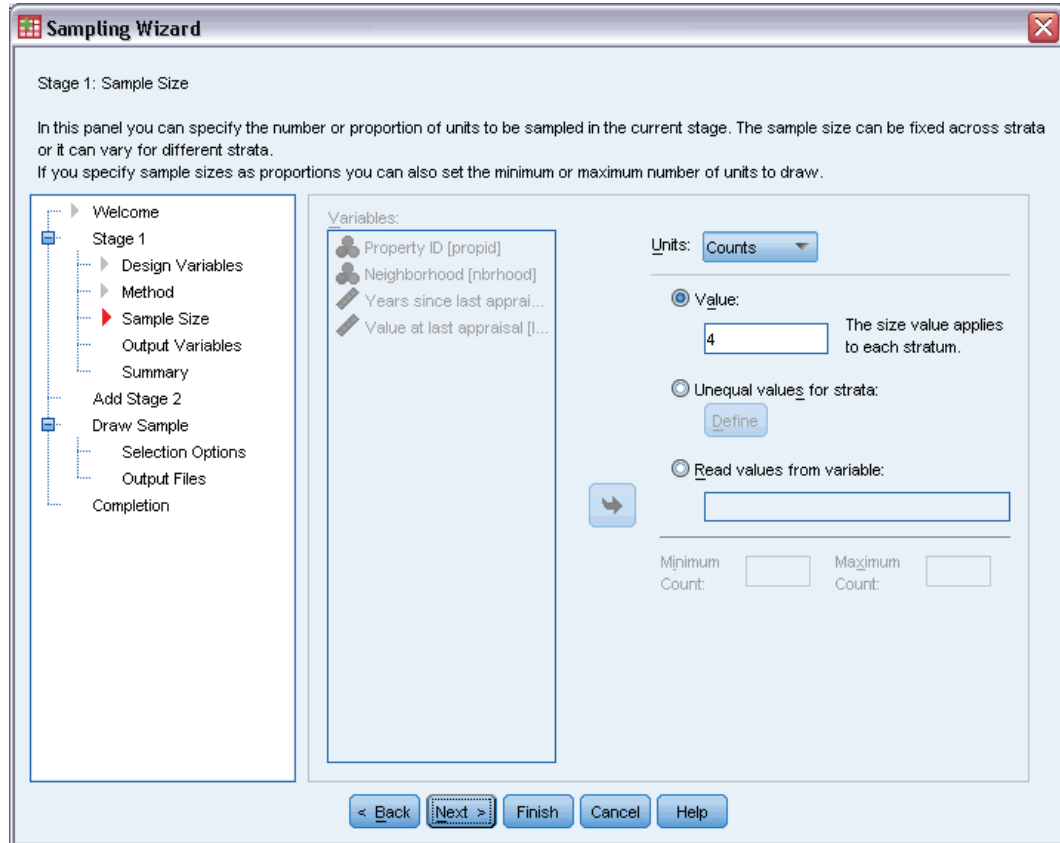 Sampling Wizard
Stage 1: Sample Size
In this panel you can specify the number or proportion of units to be sampled in the current stage. The sample size can be fixed across strata
or it can vary for different strata.
If you specify sample sizes as proportions you can also set the minimum or maximum number of units to draw.
Welcome
Stage 1
Design Variables
Method
Sample Size
Output Variables
Summary
Add Stage 2
Draw Sample
Selection Options
Output Files
Completion
Variables:
Property ID [propid]
Neighborhood [nbrhood]
Years since last apprai...
Value at last appraisal [l...
Units: Counts
Value:
4
The size value applies
to each stratum.
Unequal values for strata:
Define
Read values from variable:
Minimum
Count:
Maximum
Count:
< Back Next > Finish Cancel Help